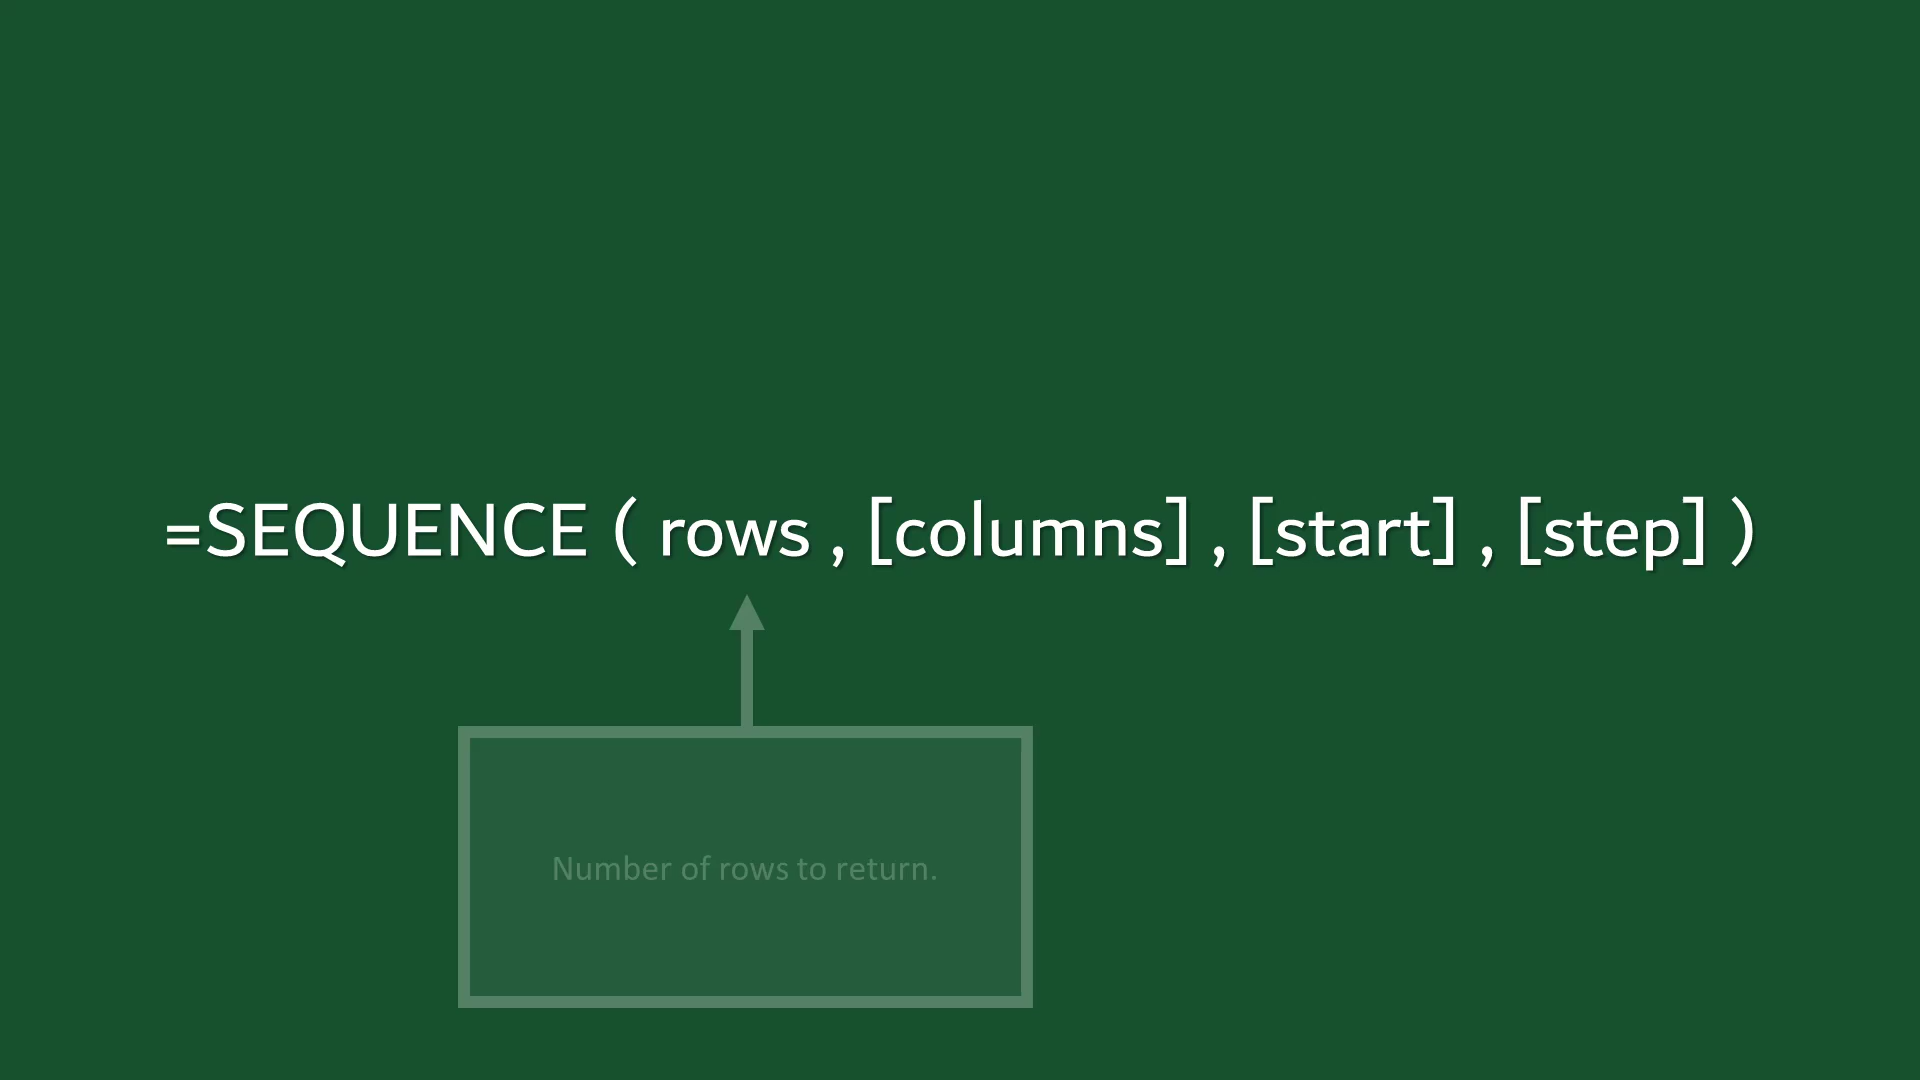 =SEQUENCE ( rows , [columns] , [start] , [step] )
Number of rows to return.